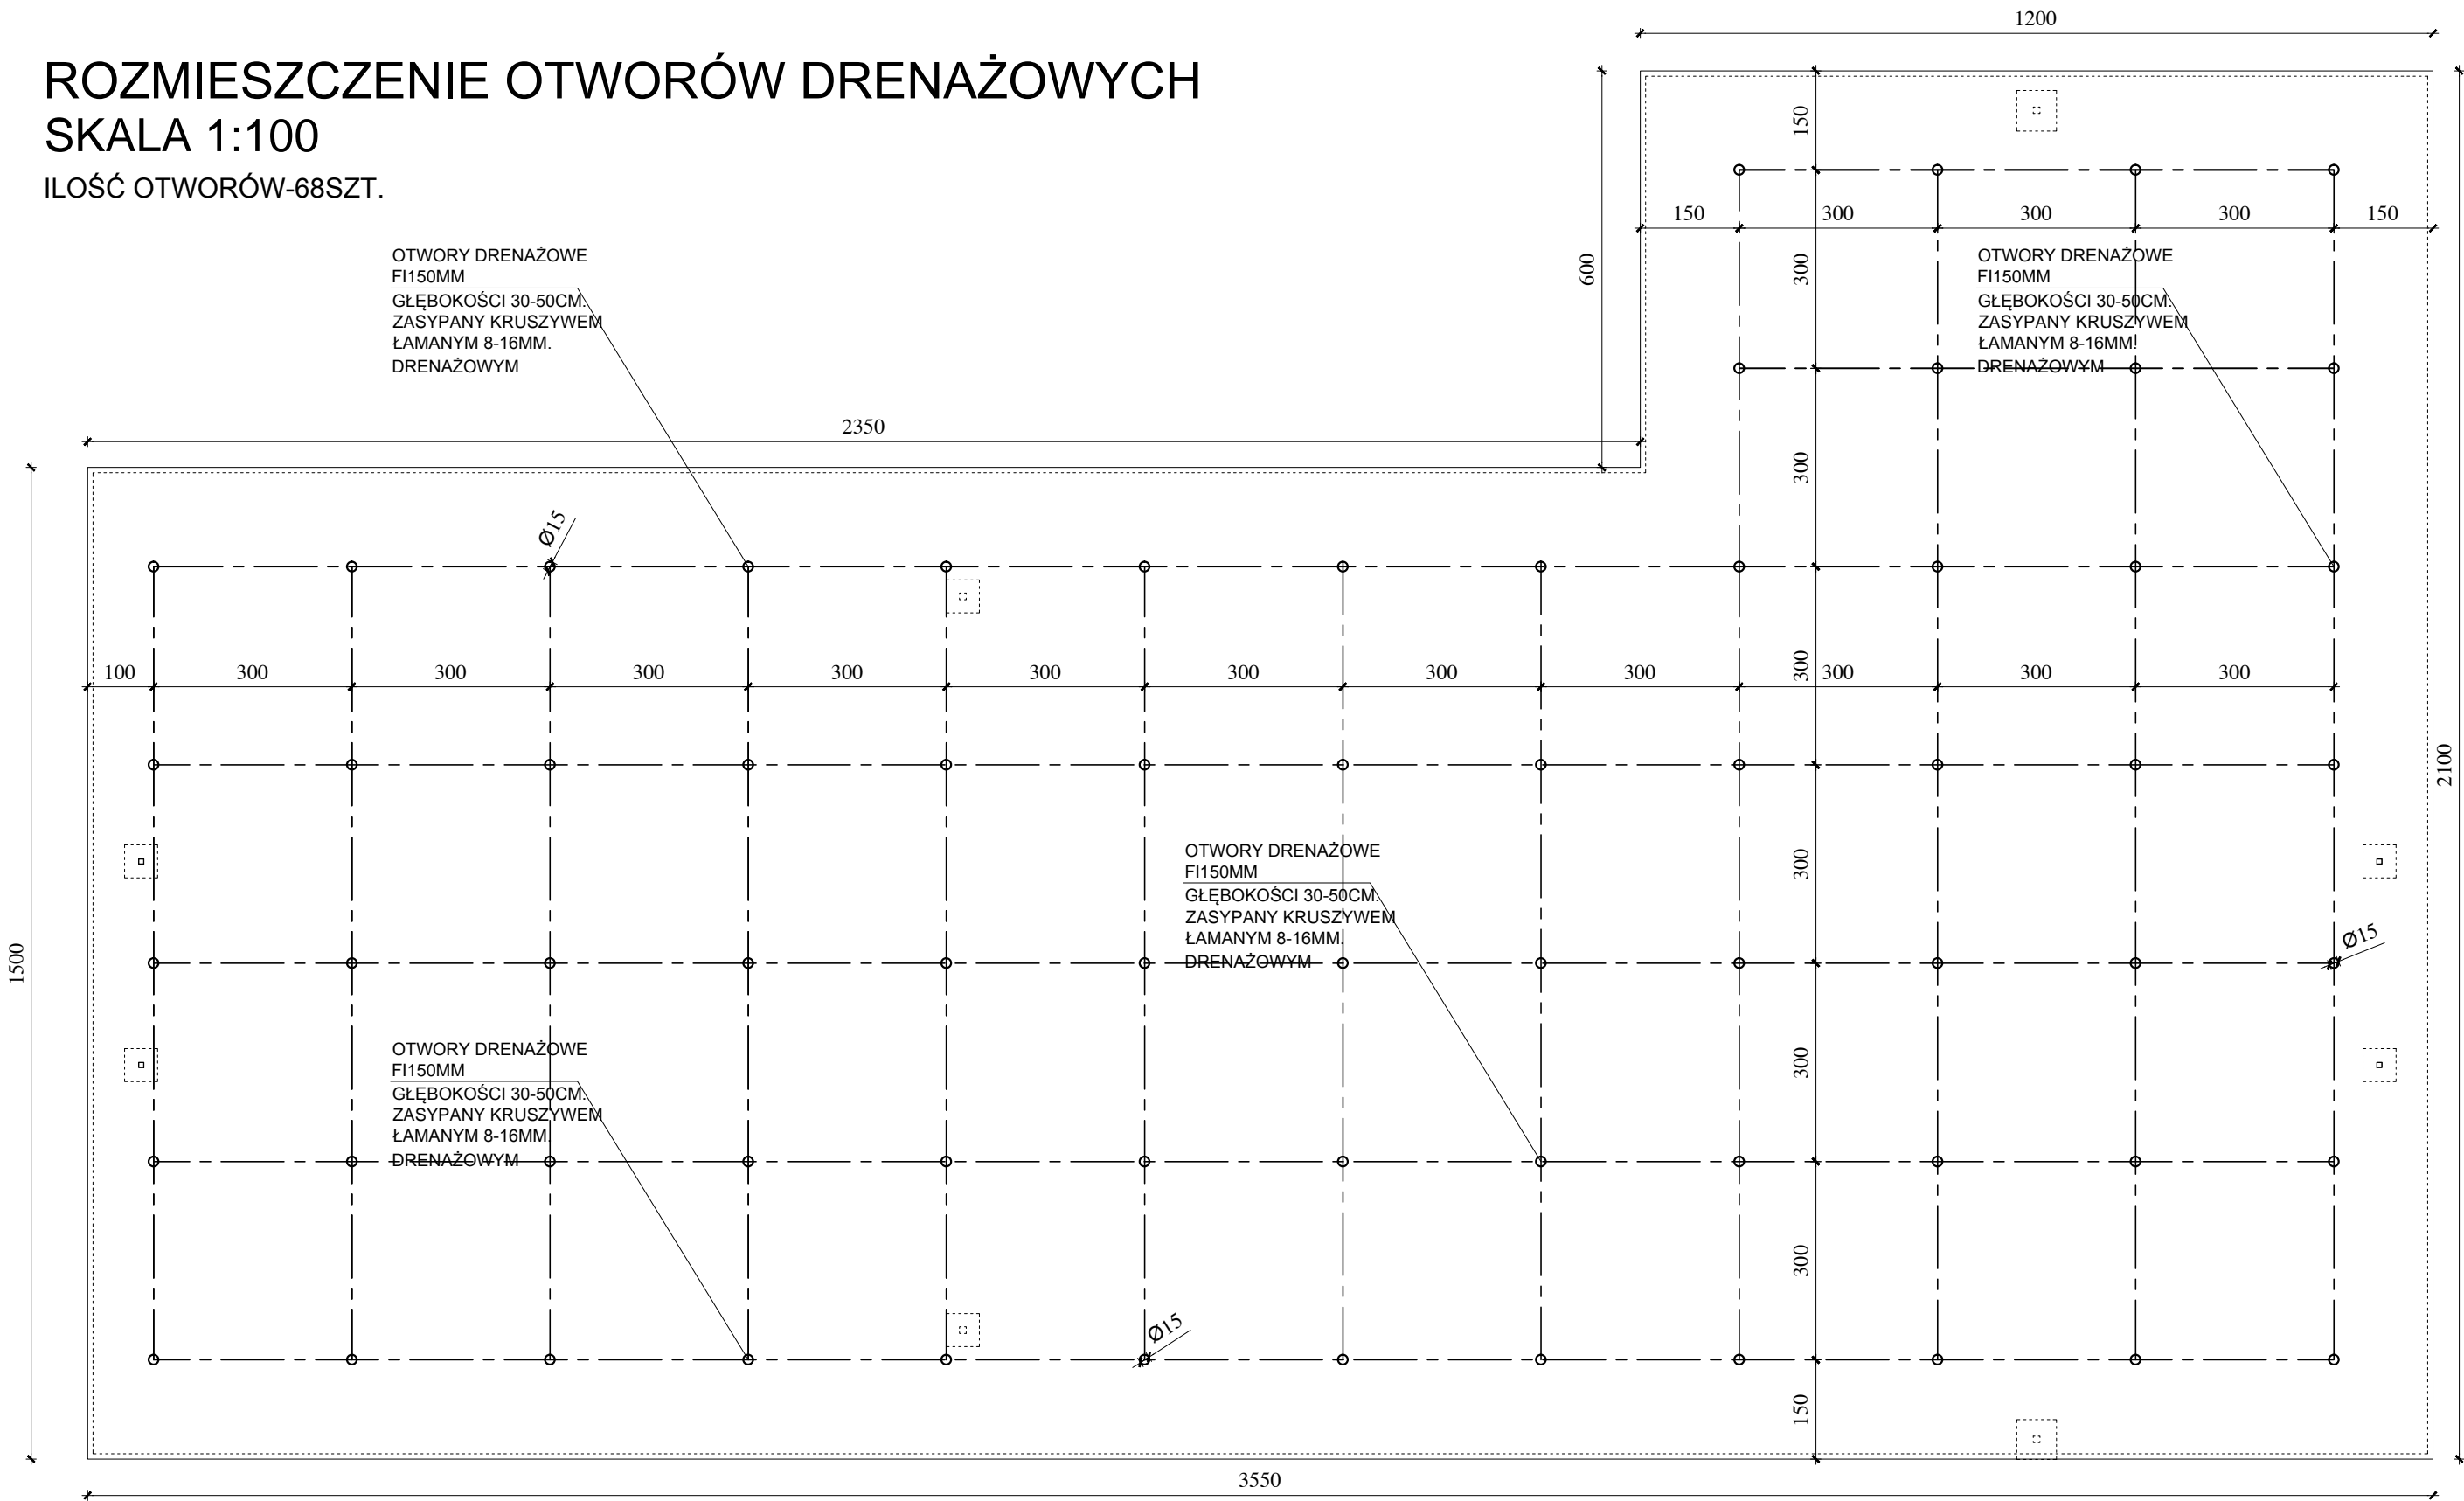 ROZMIESZCZENIE OTWORÓW DRENAŻOWYCH
SKALA 1:100
ILOŚĆ OTWORÓW-68SZT.
1200
150
600
150 300 300 300 150
OTWORY DRENAŻOWE
FI150MM
GŁĘBOKOŚCI 30-50CM.
ZASYPANY KRUSZYWEM
ŁAMANYM 8-16MM.
DRENAŻOWYM
300
OTWORY DRENAŻOWE
FI150MM
GŁĘBOKOŚCI 30-50CM.
ZASYPANY KRUSZYWEM
ŁAMANYM 8-16MM.
DRENAŻOWYM
2350
300
Ø15
300
100 300 300 300 300 300 300 300 300 300 300 300
2100
300
OTWORY DRENAŻOWE
FI150MM
GŁĘBOKOŚCI 30-50CM.
ZASYPANY KRUSZYWEM
ŁAMANYM 8-16MM.
DRENAŻOWYM
Ø15
1500
OTWORY DRENAŻOWE
FI150MM
GŁĘBOKOŚCI 30-50CM.
ZASYPANY KRUSZYWEM
ŁAMANYM 8-16MM.
DRENAŻOWYM
300
300
Ø15
150
3550